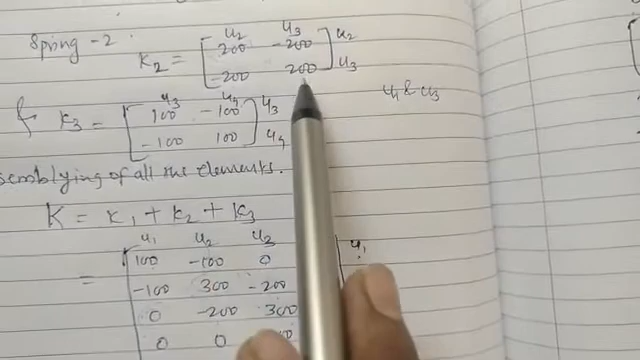 Spring -2.
u2 u3
K2 = [ 200 -200 ] u2
[ -200 200 ] u3
u1 & u3
u3 u4
K3 = [ 100 -100 ] u3
[ -100 100 ] u4
of all the elements.
K = K1 + K2 + K3
u1 u2 u3 u1
= 100 -100 0
-100 300 -200
0 -200 300
0 0